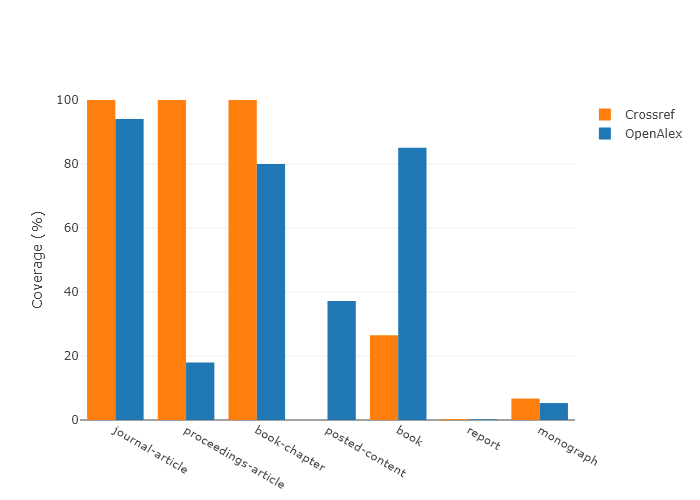 100
80
60
40
20
0
Coverage (%)
journal-article
proceedings-article
book-chapter
posted-content
book
report
monograph
Crossref
OpenAlex